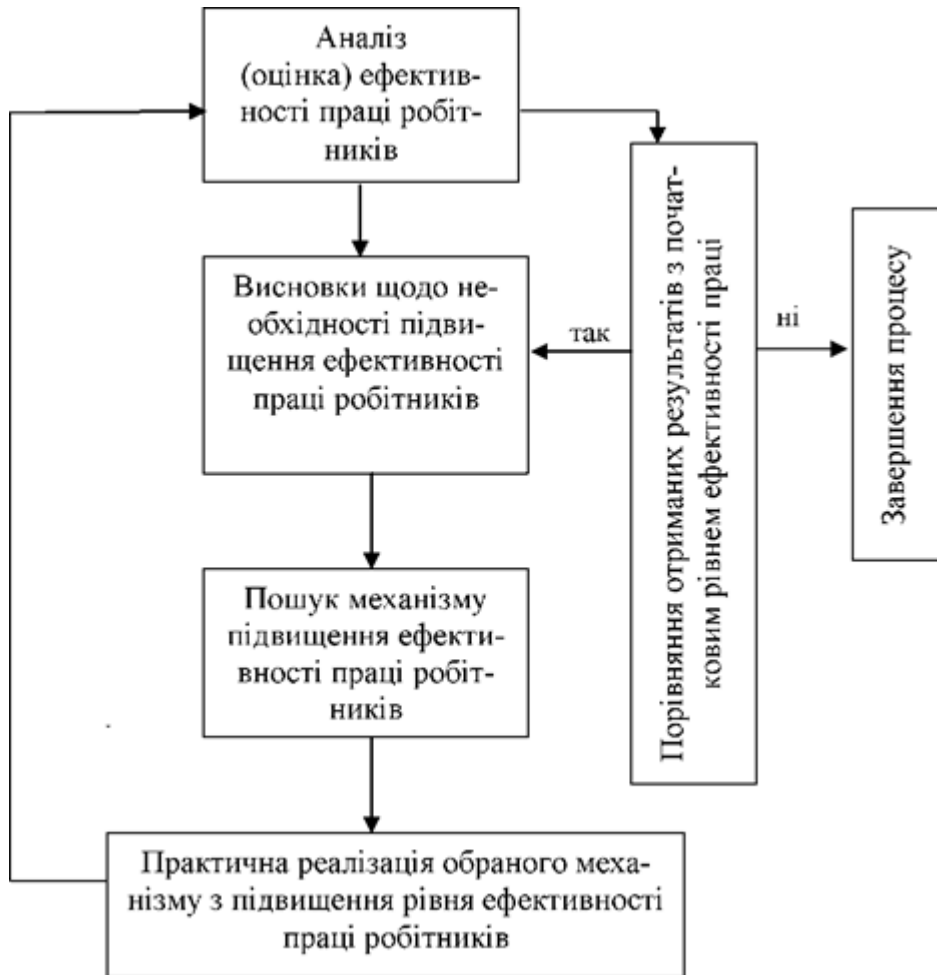 Аналіз
(оцінка) ефектив-
ності праці робіт-
ників
Висновки щодо не-
обхідності підви-
щення ефективності
праці робітників
так
Порівняння отриманих результатів з почат-
ковим рівнем ефективності праці
ні
Завершення процесу
Пошук механізму
підвищення ефекти-
вності праці робіт-
ників
Практична реалізація обраного меха-
нізму з підвищення рівня ефективності
праці робітників